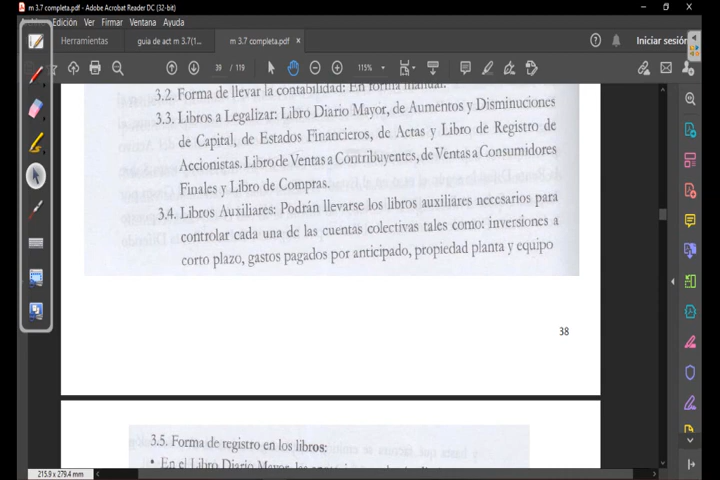 m 3.7 completa.pdf - Adobe Acrobat Reader DC (32-bit)
Edición Ver Firmar Ventana Ayuda
Herramientas
guia de act m 3.7(1...
m 3.7 completa.pdf ×
Iniciar sesión
39 / 119
115%
3.2. Forma de llevar la contabilidad: En forma manual.
3.3. Libros a Legalizar: Libro Diario Mayor, de Aumentos y Disminuciones
de Capital, de Estados Financieros, de Actas y Libro de Registro de
Accionistas. Libro de Ventas a Contribuyentes, de Ventas a Consumidores
Finales y Libro de Compras.
3.4. Libros Auxiliares: Podrán llevarse los libros auxiliares necesarios para
controlar cada una de las cuentas colectivas tales como: inversiones a
corto plazo, gastos pagados por anticipado, propiedad planta y equipo
38
3.5. Forma de registro en los libros:
• En el Libro Diario Mayor, las
215.9 x 279.4 mm